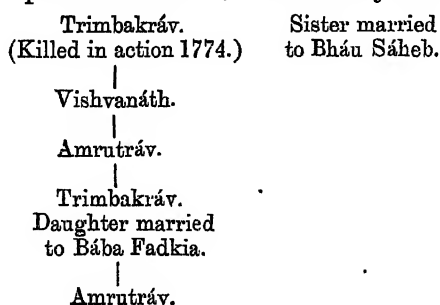 Trimbakráv.
(Killed in action 1774.)
Sister married
to Bháu Sáheb.
Vishvanáth.
Amrutráv.
Trimbakráv.
Daughter married
to Bába Fadkia.
Amrutráv.